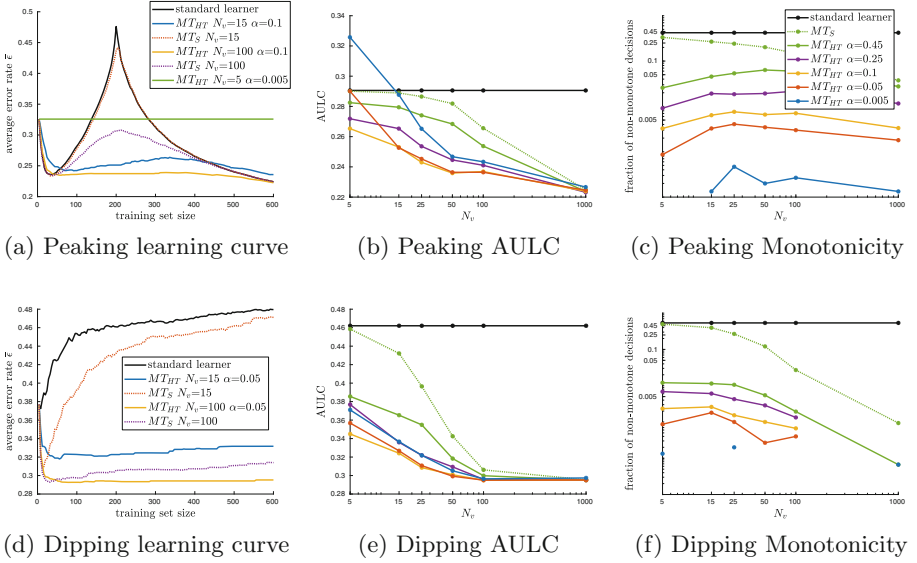 standard learner
MT_HT N_v=15 α=0.1
MT_S N_v=15
MT_HT N_v=100 α=0.1
MT_S N_v=100
MT_HT N_v=5 α=0.005
average error rate ε̄
0.5
0.45
0.4
0.35
0.3
0.25
0.2
0 100 200 300 400 500 600
training set size
(a) Peaking learning curve
AULC
0.34
0.32
0.3
0.28
0.26
0.24
0.22
5 15 25 50 100 1000
N_v
(b) Peaking AULC
standard learner
MT_S
MT_HT α=0.45
MT_HT α=0.25
MT_HT α=0.1
MT_HT α=0.05
MT_HT α=0.005
fraction of non-monotone decisions
0.45
0.1
0.05
0.005
5 15 25 50 100 1000
N_v
(c) Peaking Monotonicity
standard learner
MT_HT N_v=15 α=0.05
MT_S N_v=15
MT_HT N_v=100 α=0.05
MT_S N_v=100
average error rate ε̄
0.48
0.46
0.44
0.42
0.4
0.38
0.36
0.34
0.32
0.3
0.28
0 100 200 300 400 500 600
training set size
(d) Dipping learning curve
AULC
0.48
0.46
0.44
0.42
0.4
0.38
0.36
0.34
0.32
0.3
0.28
5 15 25 50 100 1000
N_v
(e) Dipping AULC
fraction of non-monotone decisions
0.45
0.1
0.05
0.005
5 15 25 50 100 1000
N_v
(f) Dipping Monotonicity